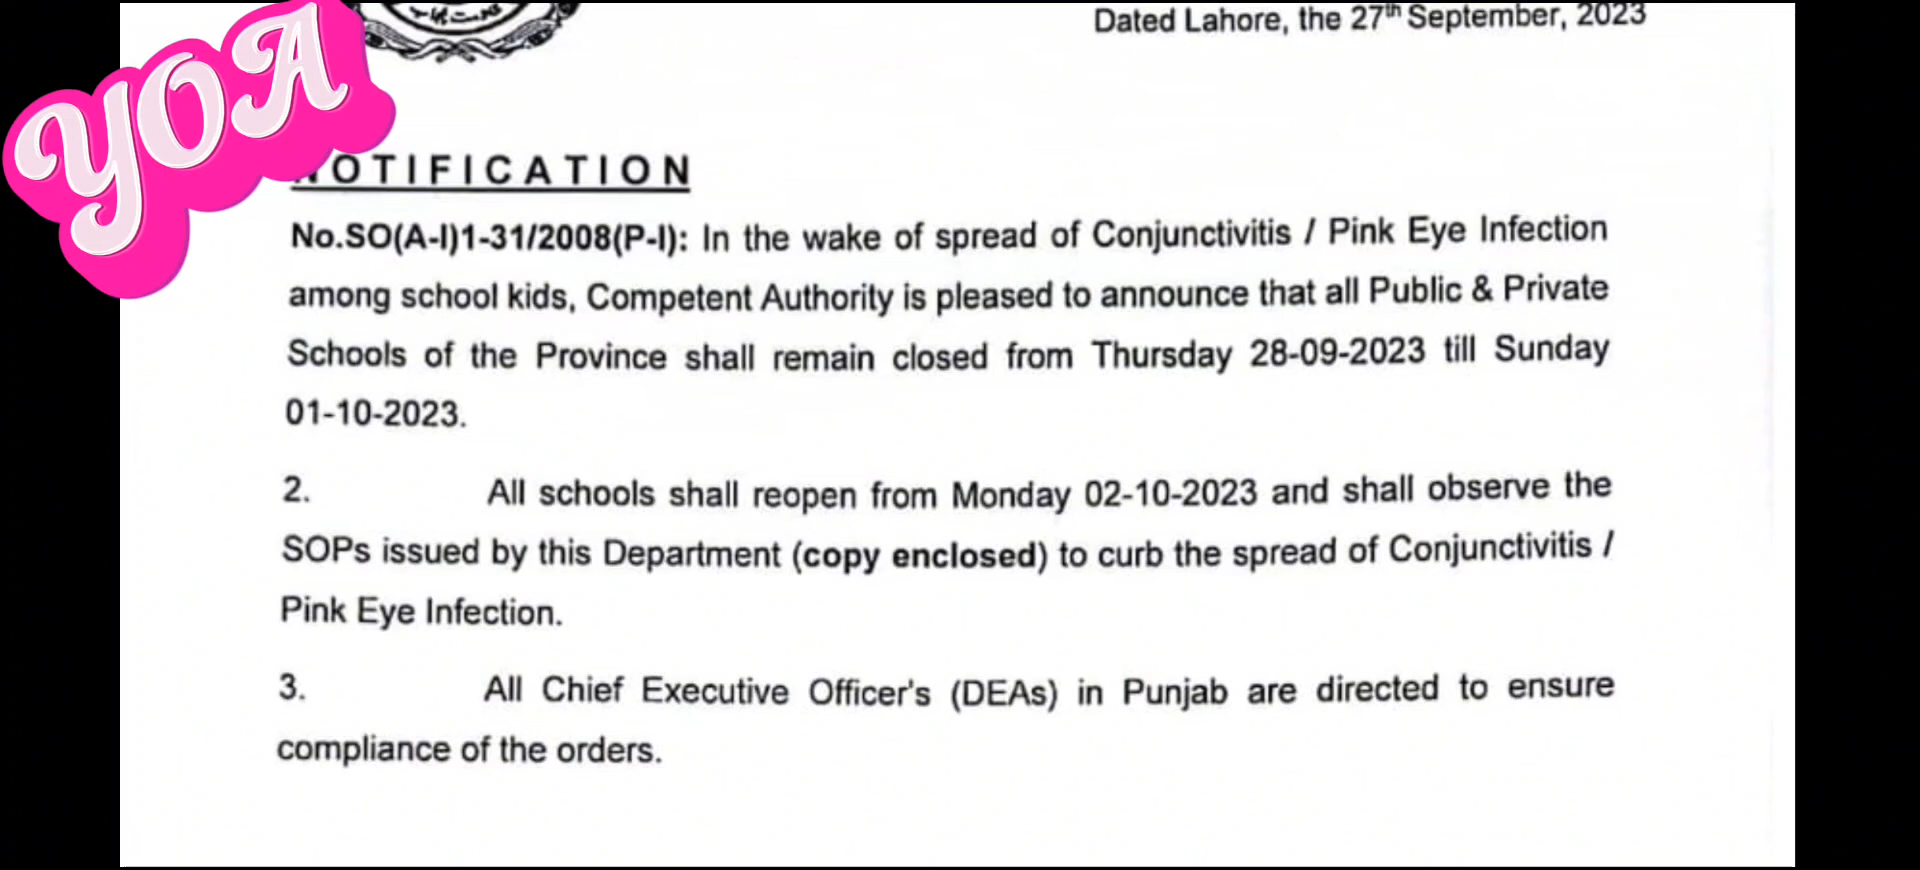 Dated Lahore, the 27th September, 2023
YOA
NOTIFICATION
No.SO(A-I)1-31/2008(P-I): In the wake of spread of Conjunctivitis / Pink Eye Infection
among school kids, Competent Authority is pleased to announce that all Public & Private
Schools of the Province shall remain closed from Thursday 28-09-2023 till Sunday
01-10-2023.
2. All schools shall reopen from Monday 02-10-2023 and shall observe the
SOPs issued by this Department (copy enclosed) to curb the spread of Conjunctivitis /
Pink Eye Infection.
3. All Chief Executive Officer's (DEAs) in Punjab are directed to ensure
compliance of the orders.